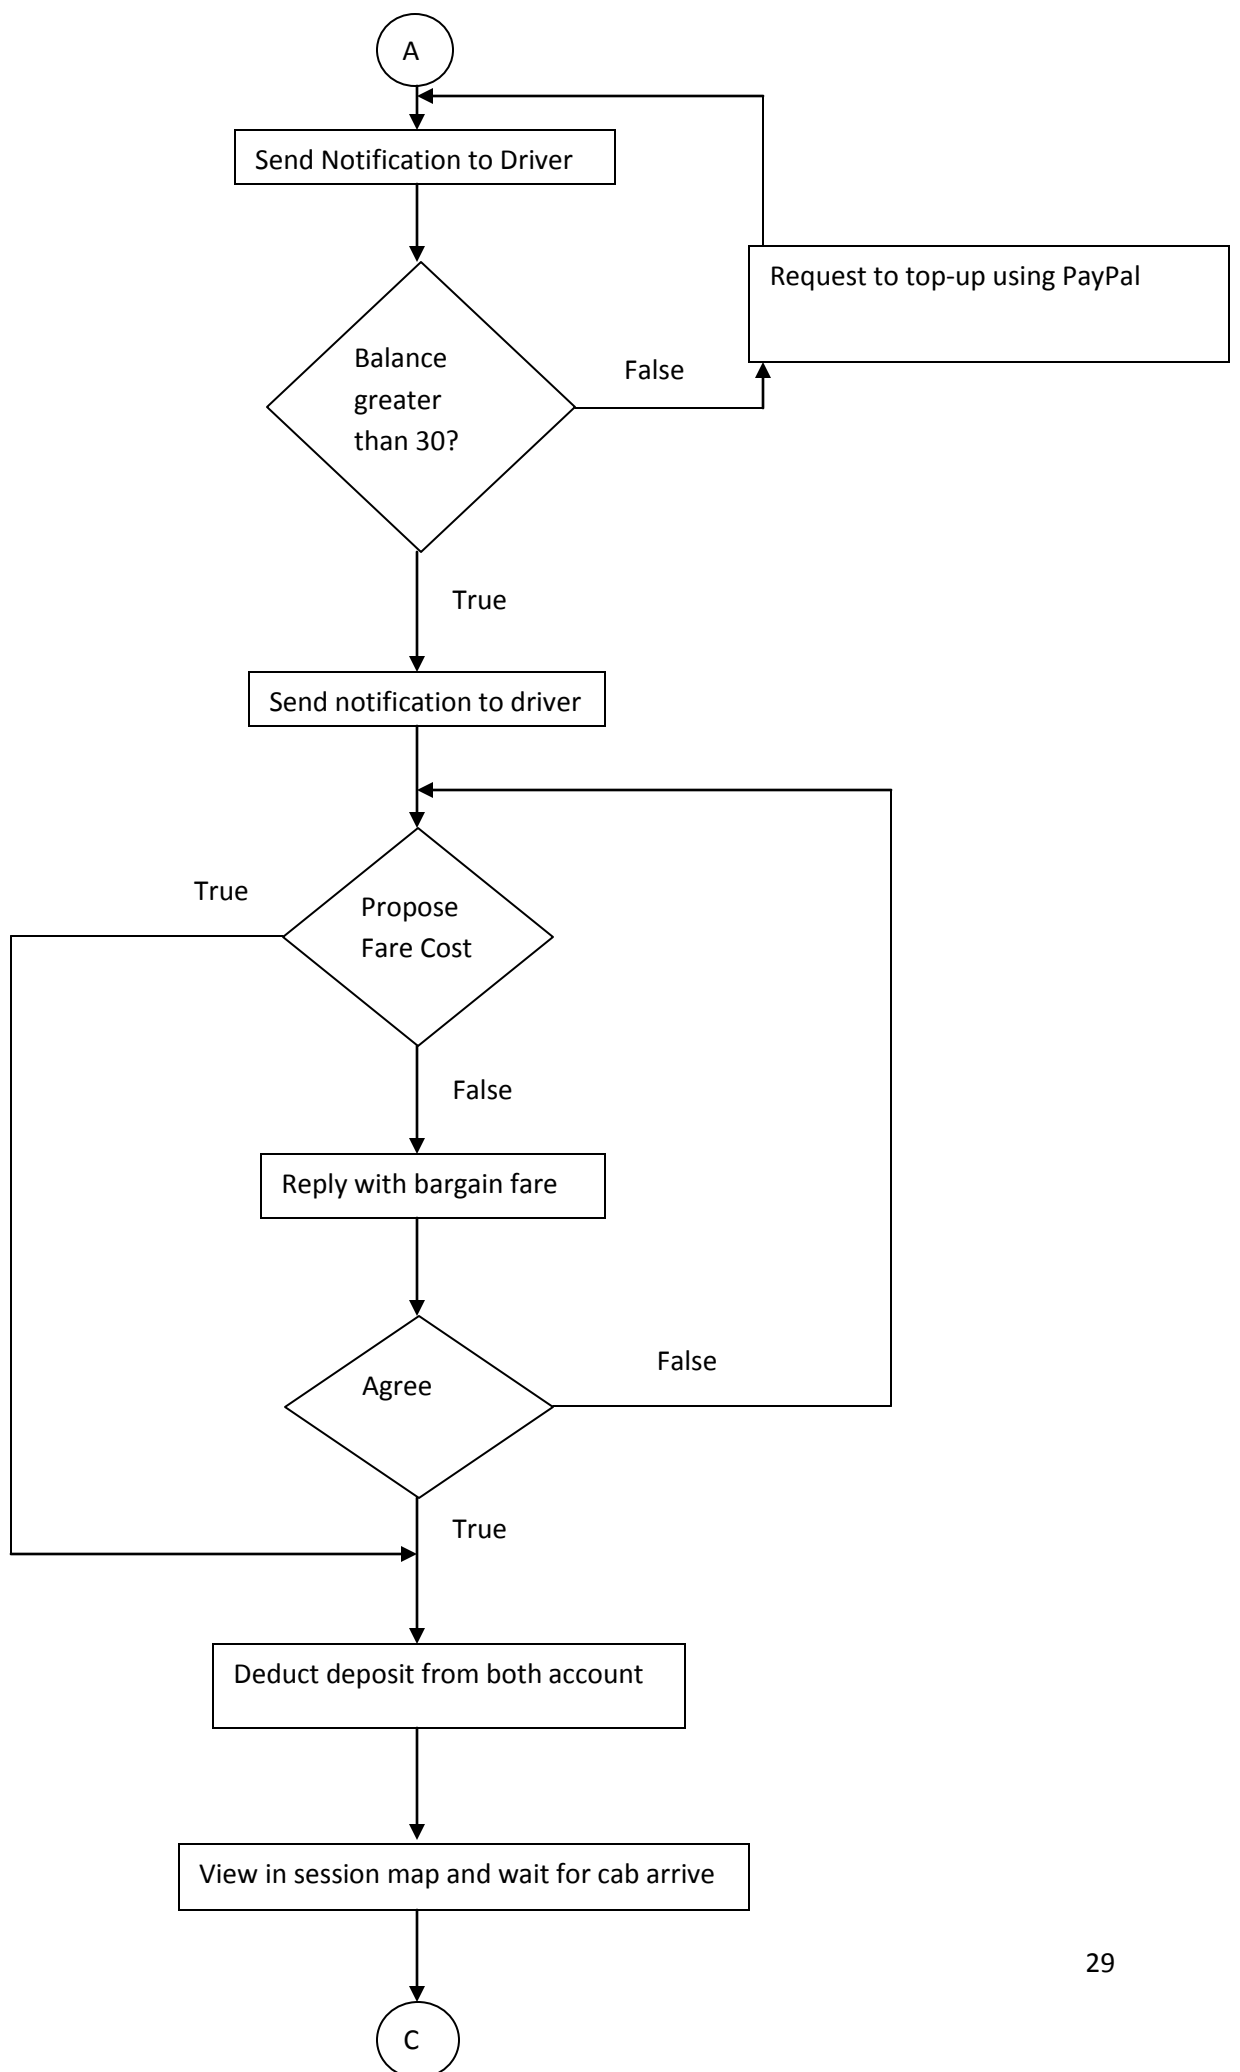 A
Send Notification to Driver
Request to top-up using PayPal
Balance
greater
than 30?
False
True
Send notification to driver
True
Propose
Fare Cost
False
Reply with bargain fare
Agree
False
True
Deduct deposit from both account
View in session map and wait for cab arrive
29
C